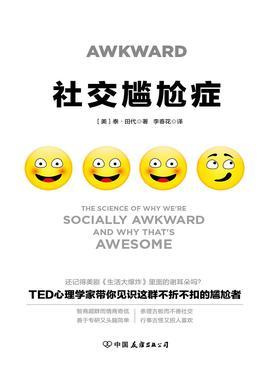 AWKWARD
社交尴尬症
[美] 泰·田代◎著 李春花◎译
THE SCIENCE OF WHY WE'RE
SOCIALLY AWKWARD
AND WHY THAT'S
AWESOME
还记得美剧《生活大爆炸》里面的谢耳朵吗?
TED心理学家带你见识这群不折不扣的尴尬者
智商超群而情商奇低 条理古板而不善社交
善于专研又头脑简单 行事古怪又招人喜欢
中国友谊出版公司